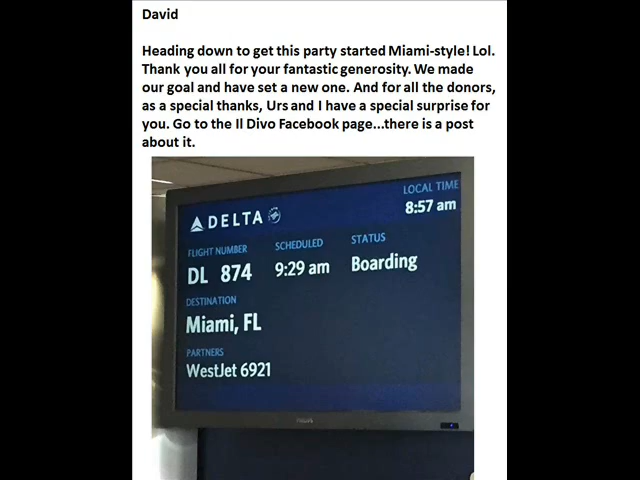 David
Heading down to get this party started Miami-style! Lol.
Thank you all for your fantastic generosity. We made
our goal and have set a new one. And for all the donors,
as a special thanks, Urs and I have a special surprise for
you. Go to the Il Divo Facebook page...there is a post
about it.
LOCAL TIME
DELTA 8:57 am
FLIGHT NUMBER SCHEDULED STATUS
DL 874 9:29 am Boarding
DESTINATION
Miami, FL
PARTNERS
WestJet 6921
PHILIPS